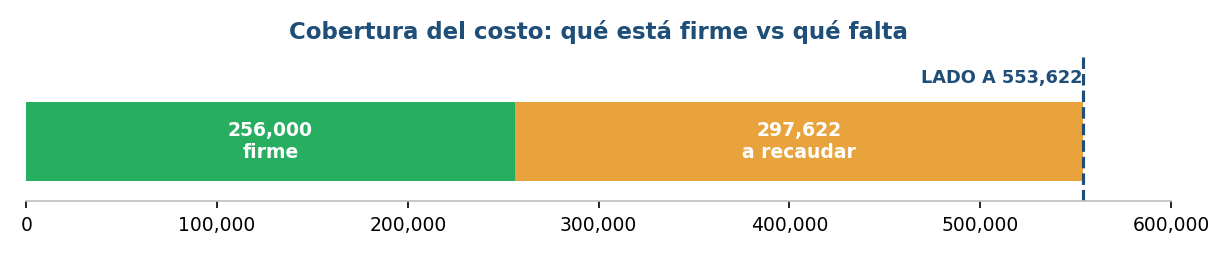 Cobertura del costo: qué está firme vs qué falta
LADO A 553,622
256,000
firme
297,622
a recaudar
0
100,000
200,000
300,000
400,000
500,000
600,000